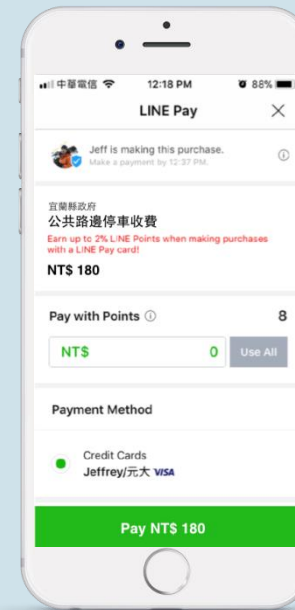 中華電信 12:18 PM 88%
LINE Pay
Jeff is making this purchase.
Make a payment by 12:37 PM.
宜蘭縣政府
公共路邊停車收費
Earn up to 2% LINE Points when making purchases
with a LINE Pay card!
NT$ 180
Pay with Points 8
NT$ 0 Use All
Payment Method
Credit Cards
Jeffrey/元大 VISA
Pay NT$ 180